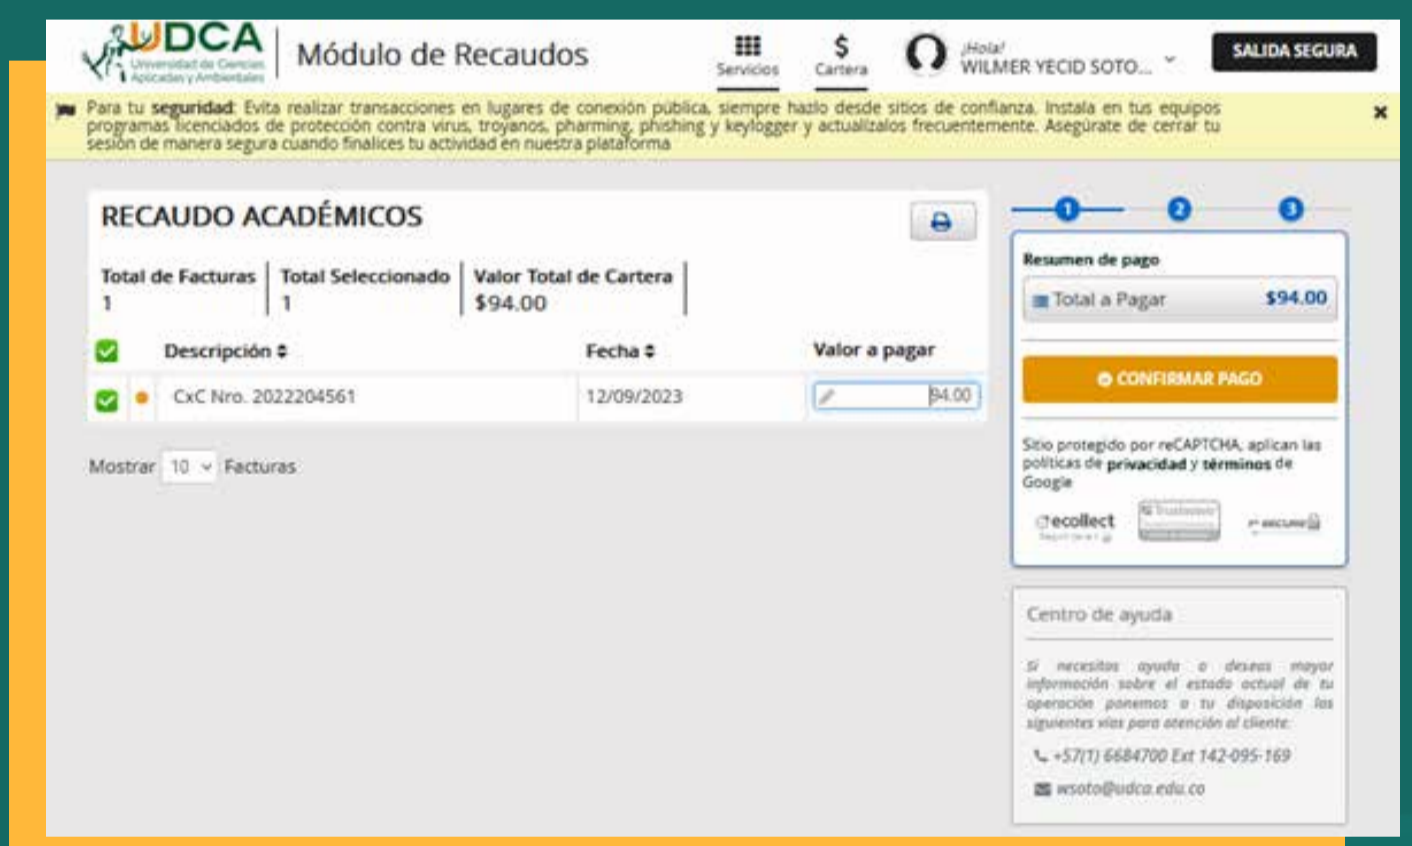 UDCA
Universidad de Ciencias
Aplicadas y Ambientales
Módulo de Recaudos
Servicios
$
Cartera
¡Hola!
WILMER YECID SOTO...
SALIDA SEGURA
Para tu seguridad: Evita realizar transacciones en lugares de conexión pública, siempre hazlo desde sitios de confianza. Instala en tus equipos
programas licenciados de protección contra virus, troyanos, pharming, phishing y keylogger y actualízalos frecuentemente. Asegúrate de cerrar tu
sesión de manera segura cuando finalices tu actividad en nuestra plataforma
RECAUDO ACADÉMICOS
Total de Facturas
1
Total Seleccionado
1
Valor Total de Cartera
$94.00
Descripción
Fecha
Valor a pagar
CxC Nro. 2022204561
12/09/2023
94.00
Mostrar 10 Facturas
1 2 3
Resumen de pago
Total a Pagar $94.00
CONFIRMAR PAGO
Sitio protegido por reCAPTCHA, aplican las
políticas de privacidad y términos de
Google
ecollect
Trustwave
Centro de ayuda
Si necesitas ayuda o deseas mayor
información sobre el estado actual de tu
operación ponemos a tu disposición las
siguientes vías para atención al cliente:
+57(1) 6684700 Ext 142-095-169
wsoto@udca.edu.co